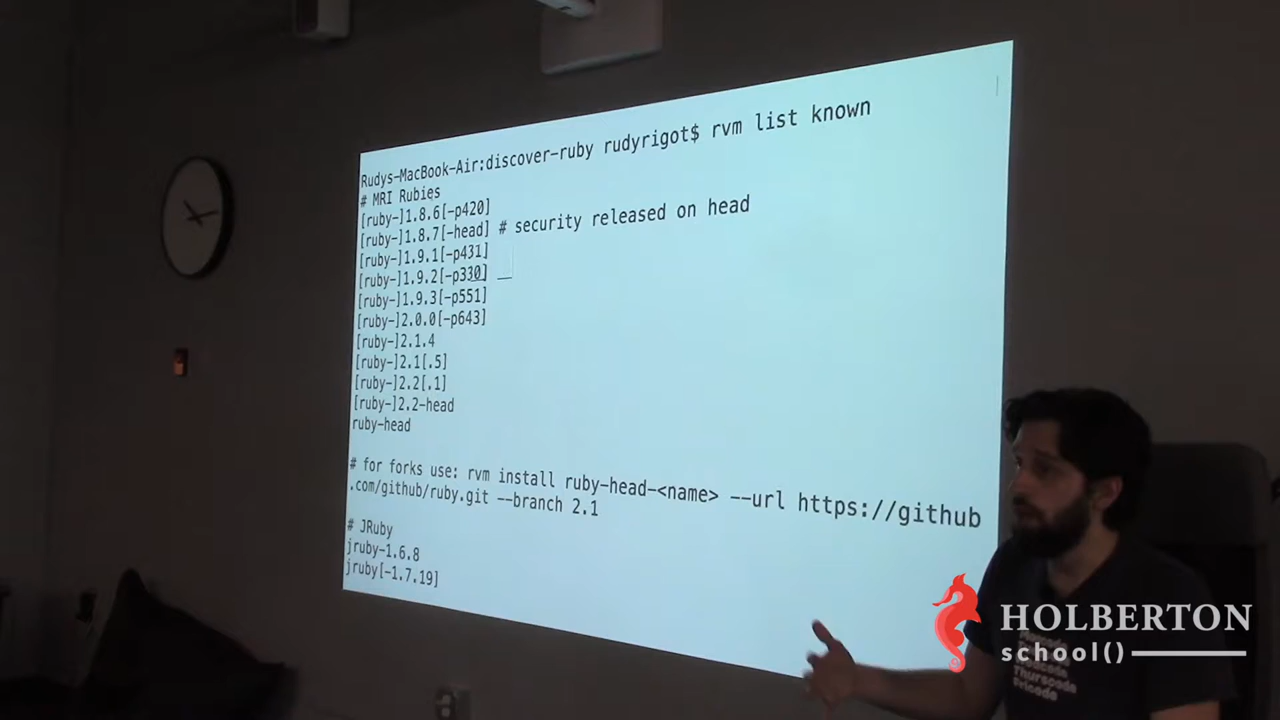 Rudys-MacBook-Air:discover-ruby rudyrigot$ rvm list known
# MRI Rubies
[ruby-]1.8.6[-p420]
[ruby-]1.8.7[-head] # security released on head
[ruby-]1.9.1[-p431]
[ruby-]1.9.2[-p330]
[ruby-]1.9.3[-p551]
[ruby-]2.0.0[-p643]
[ruby-]2.1.4
[ruby-]2.1[.5]
[ruby-]2.2[.1]
[ruby-]2.2-head
ruby-head
# for forks use: rvm install ruby-head-<name> --url https://github
.com/github/ruby.git --branch 2.1
# JRuby
jruby-1.6.8
jruby[-1.7.19]
HOLBERTON
school()
Thurscode
Fricode